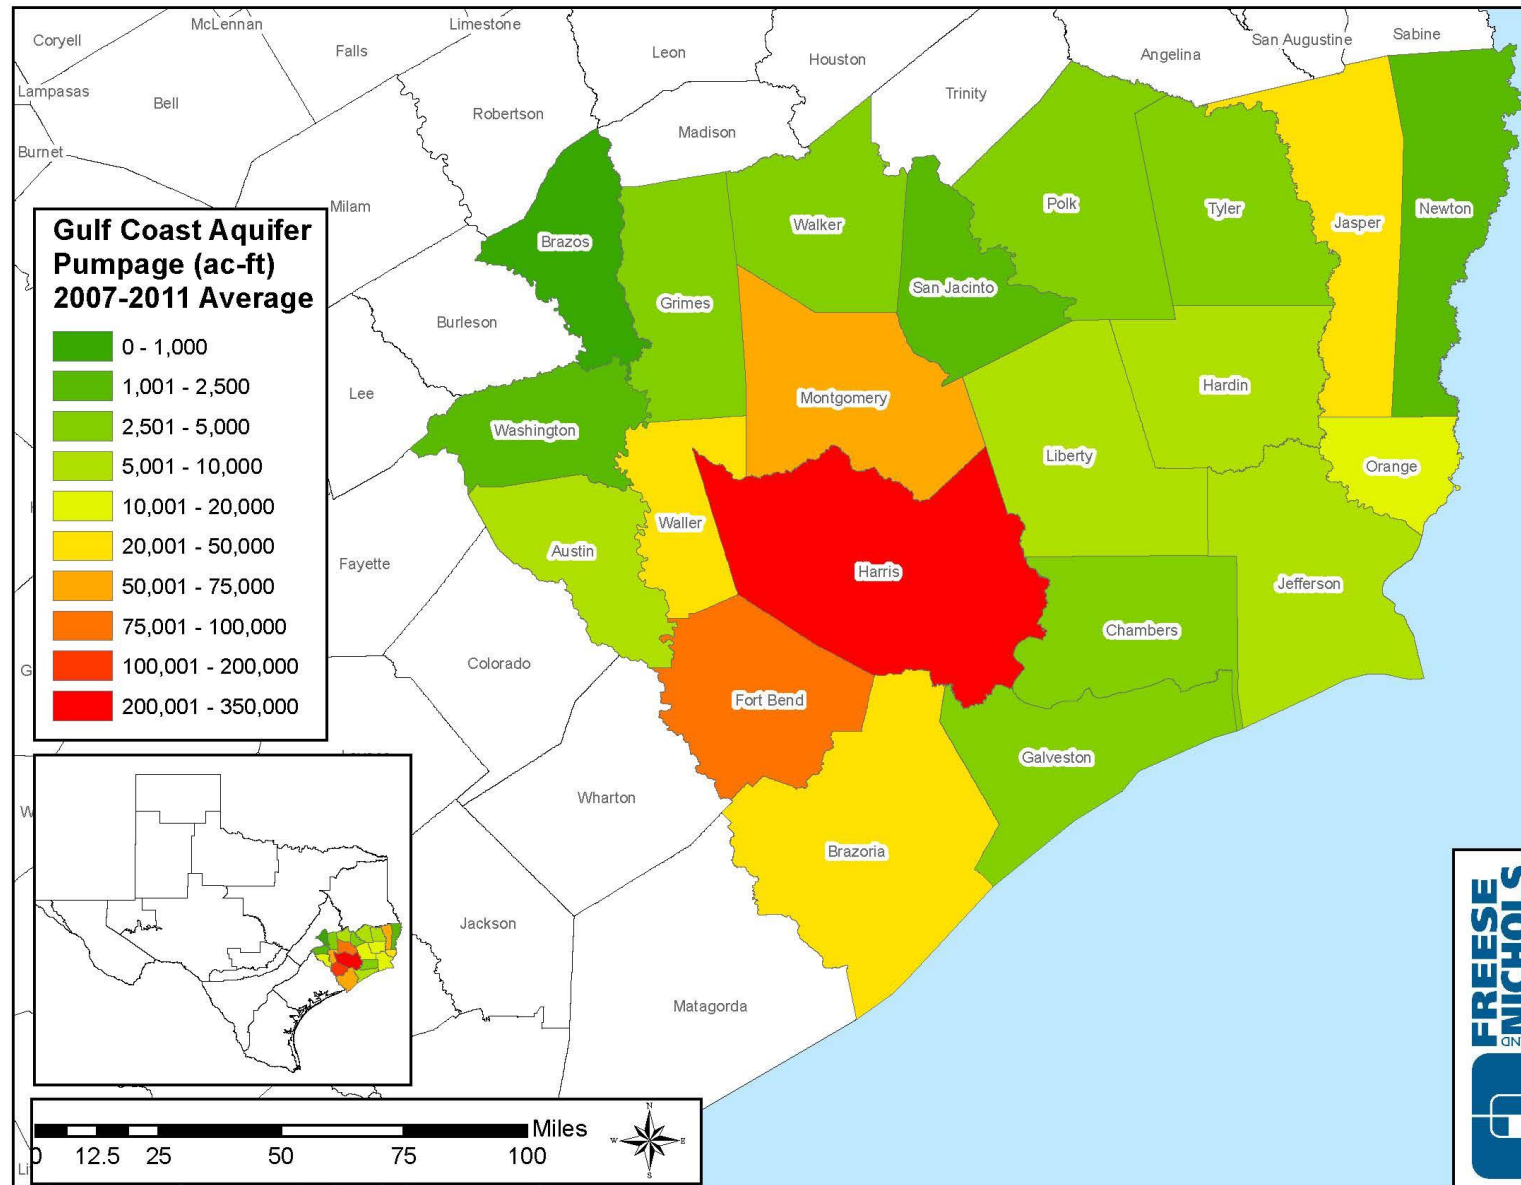 Coryell
McLennan
Limestone
Falls
Leon
Houston
Angelina
San Augustine
Sabine
Lampasas
Bell
Robertson
Trinity
Madison
Burnet
Milam
Polk
Tyler
Jasper
Newton
Walker
Brazos
Grimes
San Jacinto
Burleson
Lee
Montgomery
Hardin
Washington
Liberty
Orange
Waller
Austin
Fayette
Harris
Jefferson
Chambers
Colorado
Fort Bend
Galveston
Wharton
Brazoria
Jackson
Matagorda
Gulf Coast Aquifer
Pumpage (ac-ft)
2007-2011 Average
0 - 1,000
1,001 - 2,500
2,501 - 5,000
5,001 - 10,000
10,001 - 20,000
20,001 - 50,000
50,001 - 75,000
75,001 - 100,000
100,001 - 200,000
200,001 - 350,000
0 12.5 25 50 75 100
Miles
N
W E
S
FREESE
NICHOLS